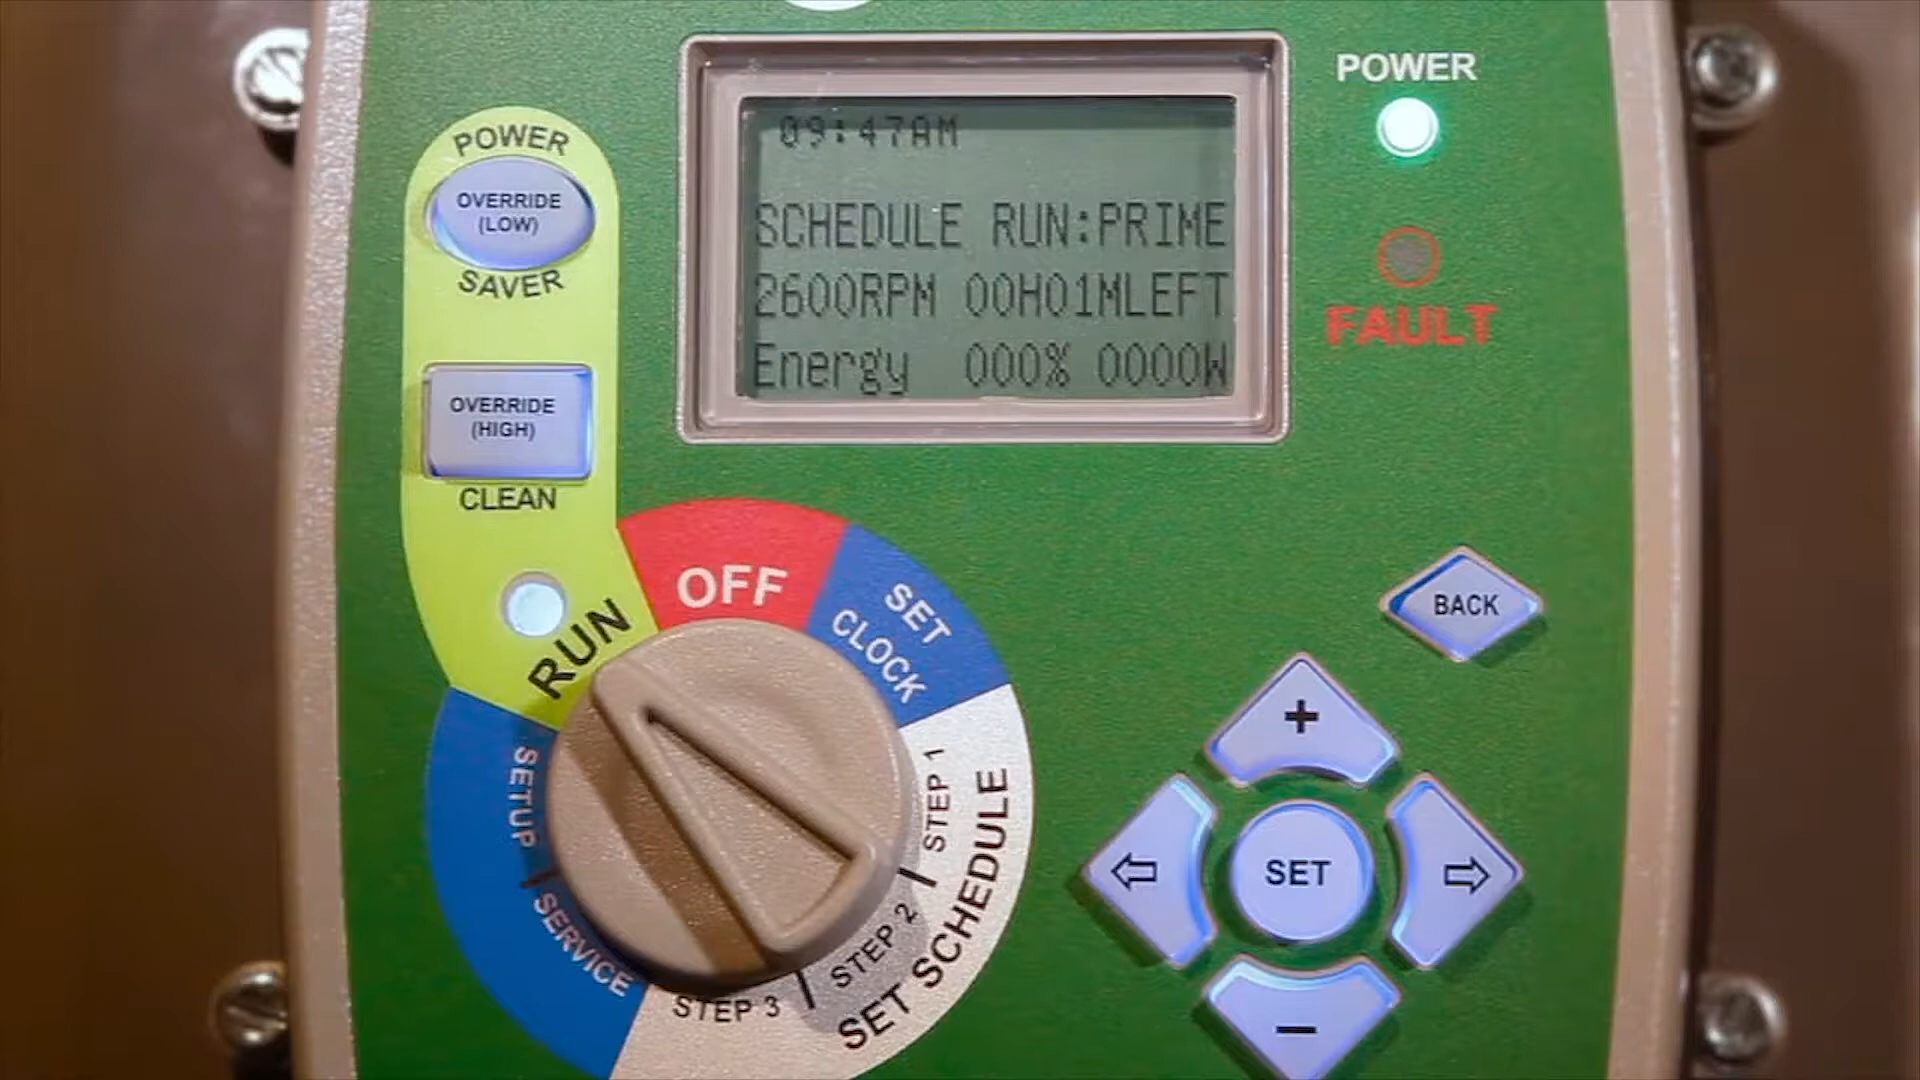 09:47AM
SCHEDULE RUN:PRIME
2600RPM 00H01MLEFT
Energy 000% 0000W
POWER
FAULT
POWER
OVERRIDE
(LOW)
SAVER
OVERRIDE
(HIGH)
CLEAN
RUN
OFF
SET
CLOCK
STEP 1
STEP 2
STEP 3
SET SCHEDULE
SETUP
SERVICE
BACK
+
⇦
SET
⇨
−